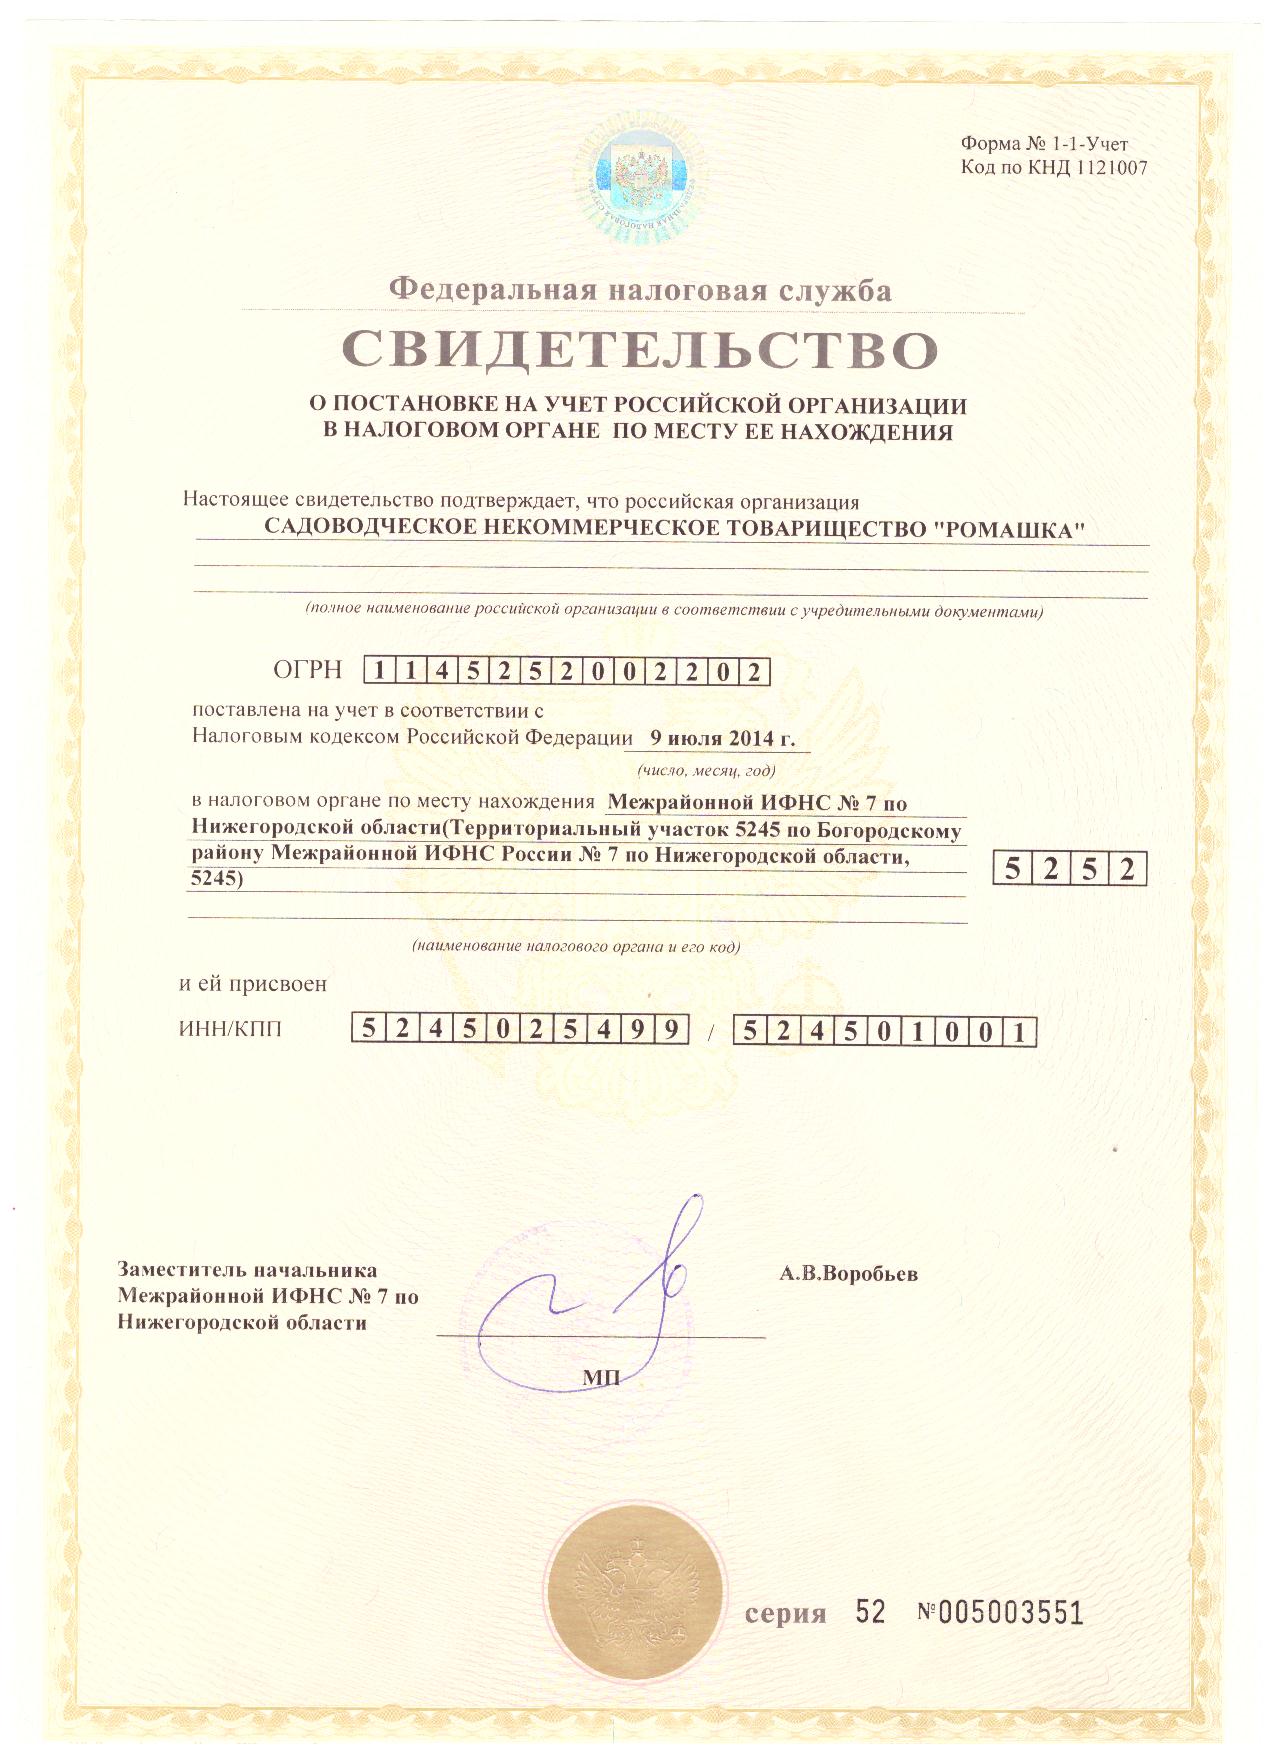 Форма № 1-1-Учет
Код по КНД 1121007
ФЕДЕРАЛЬНАЯ НАЛОГОВАЯ СЛУЖБА
Федеральная налоговая служба
СВИДЕТЕЛЬСТВО
О ПОСТАНОВКЕ НА УЧЕТ РОССИЙСКОЙ ОРГАНИЗАЦИИ
В НАЛОГОВОМ ОРГАНЕ ПО МЕСТУ ЕЕ НАХОЖДЕНИЯ
Настоящее свидетельство подтверждает, что российская организация
САДОВОДЧЕСКОЕ НЕКОММЕРЧЕСКОЕ ТОВАРИЩЕСТВО "РОМАШКА"
(полное наименование российской организации в соответствии с учредительными документами)
ОГРН 1145252002202
поставлена на учет в соответствии с
Налоговым кодексом Российской Федерации 9 июля 2014 г.
(число, месяц, год)
в налоговом органе по месту нахождения Межрайонной ИФНС № 7 по
Нижегородской области(Территориальный участок 5245 по Богородскому
району Межрайонной ИФНС России № 7 по Нижегородской области,
5245)
5252
(наименование налогового органа и его код)
и ей присвоен
ИНН/КПП 5245025499 / 524501001
Заместитель начальника
Межрайонной ИФНС № 7 по
Нижегородской области
А.В.Воробьев
МП
серия 52 №005003551